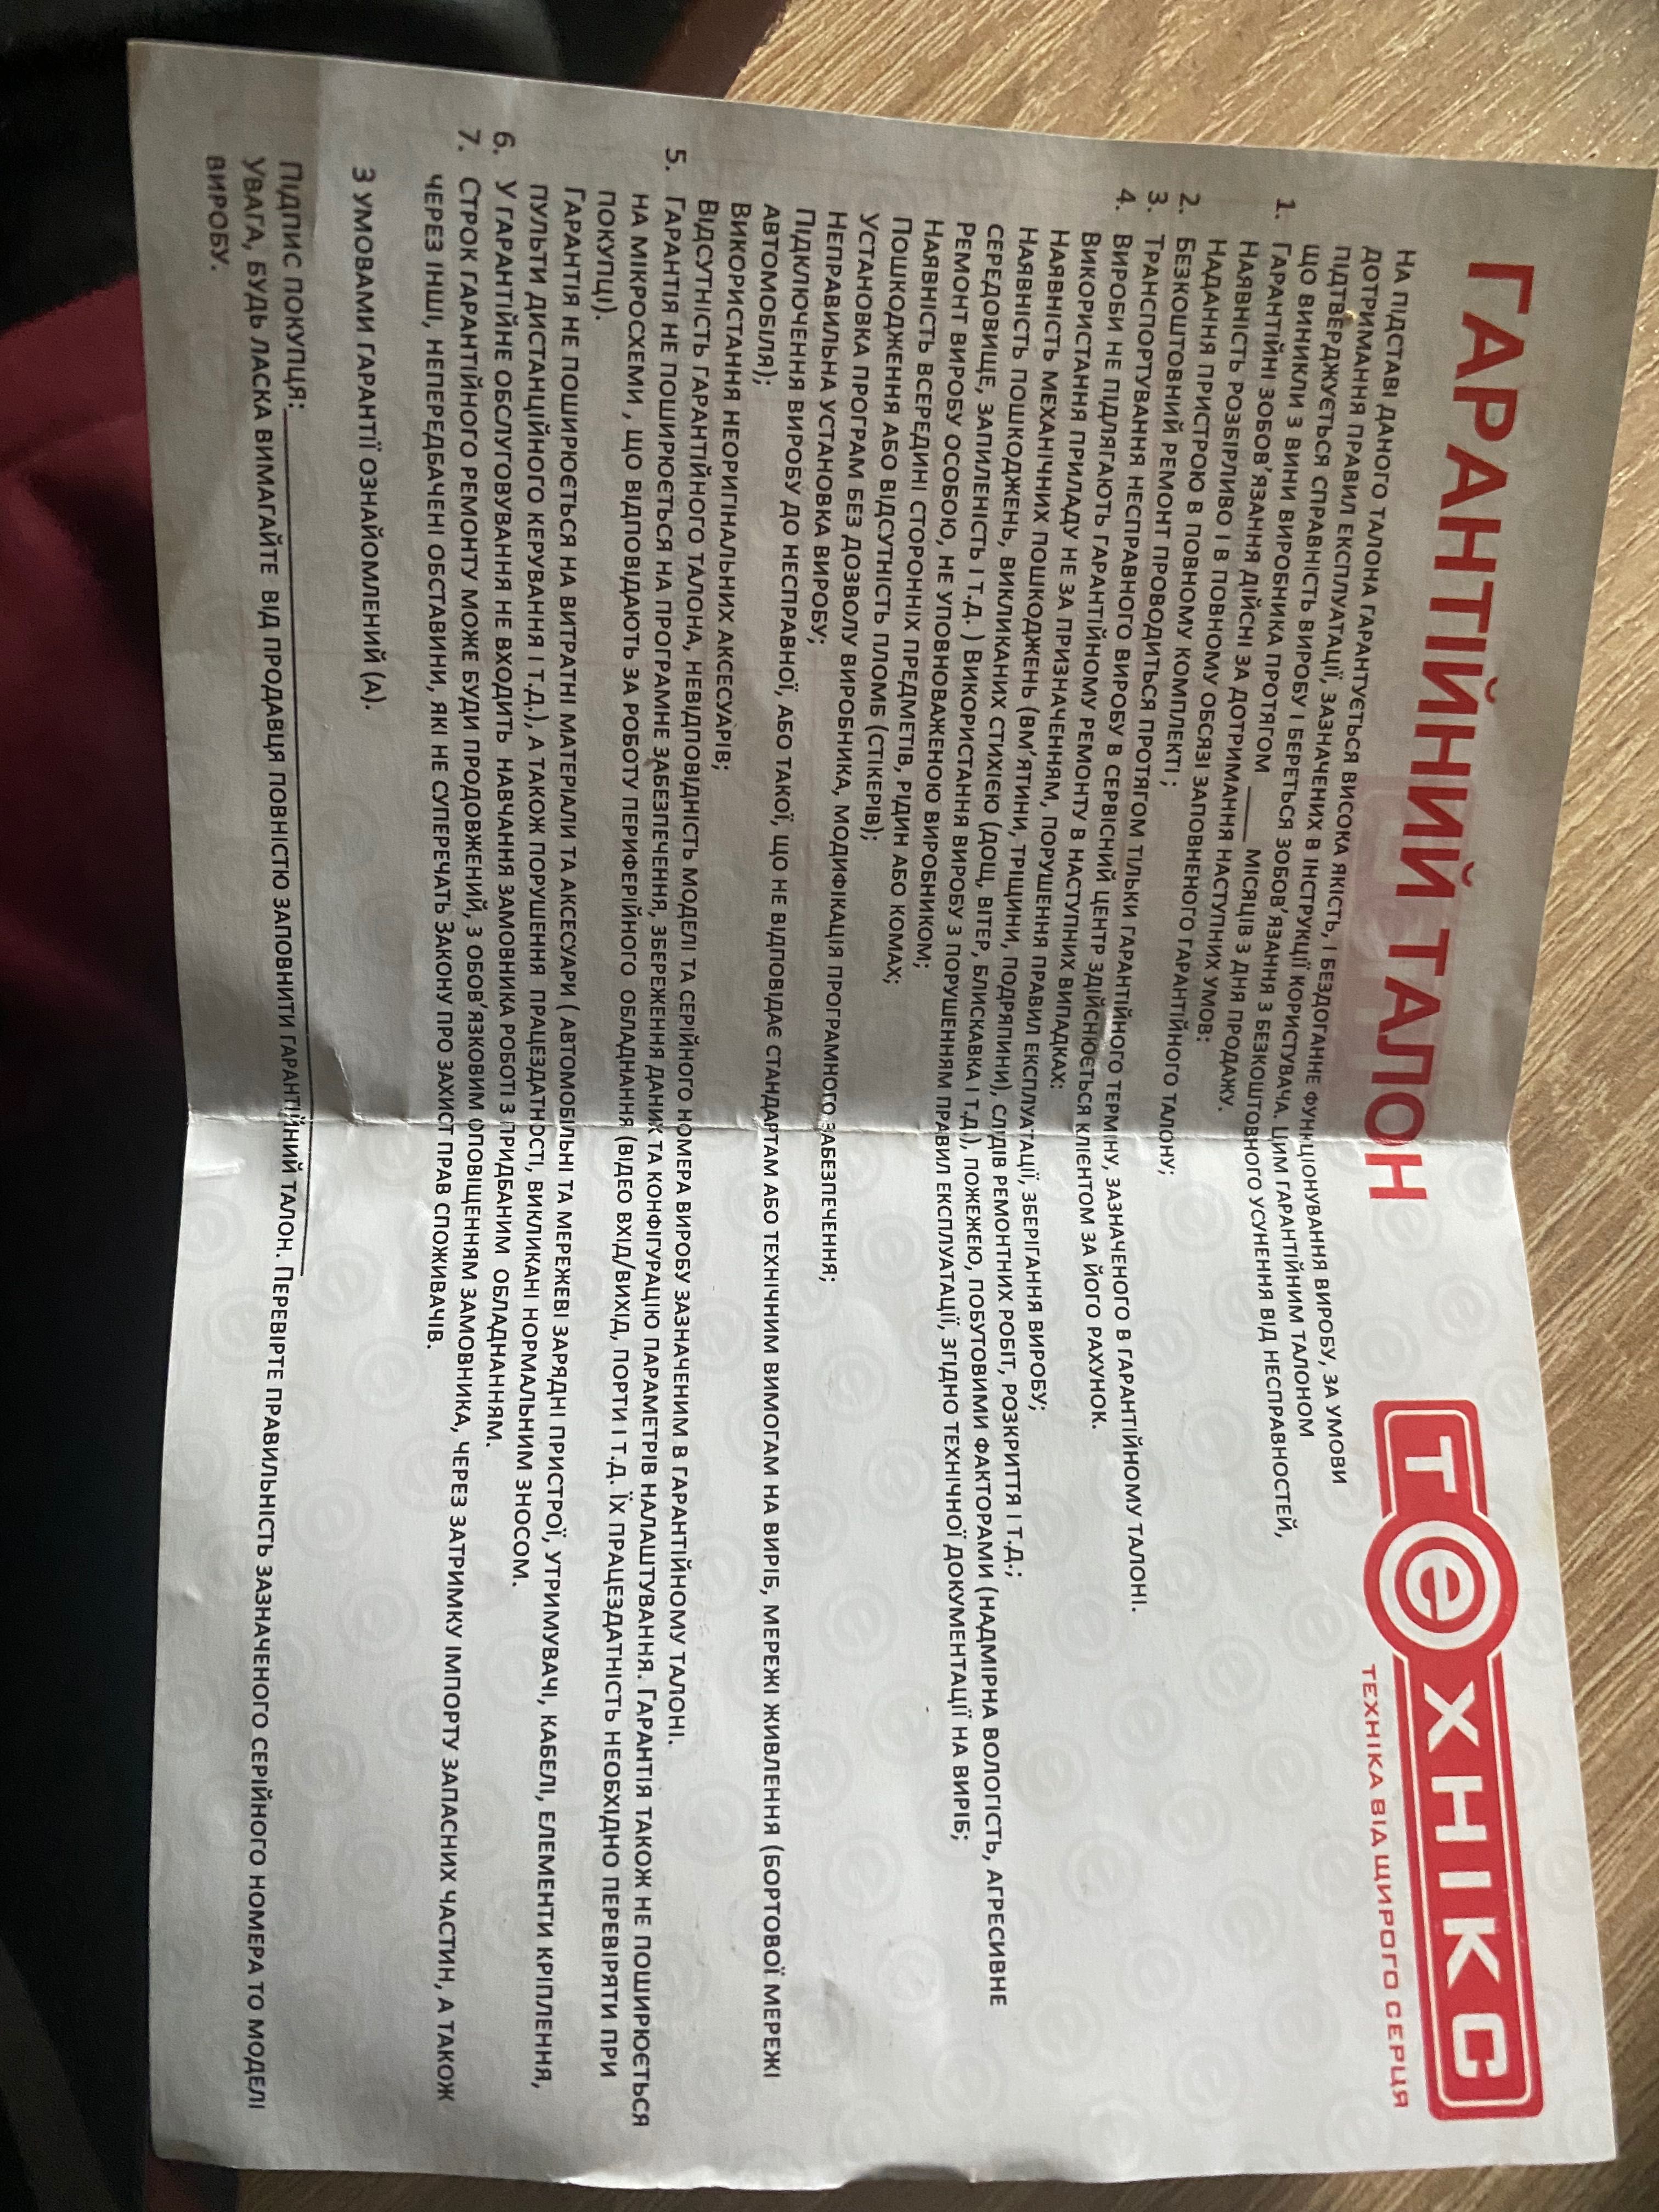 ГАРАНТІЙНИЙ ТАЛОН
ТеХНІКС
ТЕХНІКА ВІД ЩИРОГО СЕРЦЯ
НА ПІДСТАВІ ДАНОГО ТАЛОНА ГАРАНТУЄТЬСЯ ВИСОКА ЯКІСТЬ, І БЕЗДОГАННЕ ФУНКЦІОНУВАННЯ ВИРОБУ, ЗА УМОВИ
ДОТРИМАННЯ ПРАВИЛ ЕКСПЛУАТАЦІЇ, ЗАЗНАЧЕНИХ В ІНСТРУКЦІЇ КОРИСТУВАЧА. ЦИМ ГАРАНТІЙНИМ ТАЛОНОМ
ПІДТВЕРДЖУЄТЬСЯ СПРАВНІСТЬ ВИРОБУ І БЕРЕТЬСЯ ЗОБОВ'ЯЗАННЯ З БЕЗКОШТОВНОГО УСУНЕННЯ ВІД НЕСПРАВНОСТЕЙ,
ЩО ВИНИКЛИ З ВИНИ ВИРОБНИКА ПРОТЯГОМ ____ МІСЯЦІВ З ДНЯ ПРОДАЖУ.
1. ГАРАНТІЙНІ ЗОБОВ'ЯЗАННЯ ДІЙСНІ ЗА ДОТРИМАННЯ НАСТУПНИХ УМОВ:
НАЯВНІСТЬ РОЗБІРЛИВО І В ПОВНОМУ ОБСЯЗІ ЗАПОВНЕНОГО ГАРАНТІЙНОГО ТАЛОНУ;
НАДАННЯ ПРИСТРОЮ В ПОВНОМУ КОМПЛЕКТІ ;
2. БЕЗКОШТОВНИЙ РЕМОНТ ПРОВОДИТЬСЯ ПРОТЯГОМ ТІЛЬКИ ГАРАНТІЙНОГО ТЕРМІНУ, ЗАЗНАЧЕНОГО В ГАРАНТІЙНОМУ ТАЛОНІ.
3. ТРАНСПОРТУВАННЯ НЕСПРАВНОГО ВИРОБУ В СЕРВІСНИЙ ЦЕНТР ЗДІЙСНЮЄТЬСЯ КЛІЄНТОМ ЗА ЙОГО РАХУНОК.
4. ВИРОБИ НЕ ПІДЛЯГАЮТЬ ГАРАНТІЙНОМУ РЕМОНТУ В НАСТУПНИХ ВИПАДКАХ:
ВИКОРИСТАННЯ ПРИЛАДУ НЕ ЗА ПРИЗНАЧЕННЯМ, ПОРУШЕННЯ ПРАВИЛ ЕКСПЛУАТАЦІЇ, ЗБЕРІГАННЯ ВИРОБУ;
НАЯВНІСТЬ МЕХАНІЧНИХ ПОШКОДЖЕНЬ (ВМ'ЯТИНИ, ТРІЩИНИ, ПОДРЯПИНИ), СЛІДІВ РЕМОНТНИХ РОБІТ, РОЗКРИТТЯ І Т.Д.;
НАЯВНІСТЬ ПОШКОДЖЕНЬ, ВИКЛИКАНИХ СТИХІЄЮ (ДОЩ, ВІТЕР, БЛИСКАВКА І Т.Д.), ПОЖЕЖЕЮ, ПОБУТОВИМИ ФАКТОРАМИ (НАДМІРНА ВОЛОГІСТЬ, АГРЕСИВНЕ
СЕРЕДОВИЩЕ, ЗАПИЛЕНІСТЬ І Т.Д. ) ВИКОРИСТАННЯ ВИРОБУ З ПОРУШЕННЯМ ПРАВИЛ ЕКСПЛУАТАЦІЇ, ЗГІДНО ТЕХНІЧНОЇ ДОКУМЕНТАЦІЇ НА ВИРІБ;
РЕМОНТ ВИРОБУ ОСОБОЮ, НЕ УПОВНОВАЖЕНОЮ ВИРОБНИКОМ;
НАЯВНІСТЬ ВСЕРЕДИНІ СТОРОННІХ ПРЕДМЕТІВ, РІДИН АБО КОМАХ;
ПОШКОДЖЕННЯ АБО ВІДСУТНІСТЬ ПЛОМБ (СТІКЕРІВ);
УСТАНОВКА ПРОГРАМ БЕЗ ДОЗВОЛУ ВИРОБНИКА, МОДИФІКАЦІЯ ПРОГРАМНОГО ЗАБЕЗПЕЧЕННЯ;
НЕПРАВИЛЬНА УСТАНОВКА ВИРОБУ;
ПІДКЛЮЧЕННЯ ВИРОБУ ДО НЕСПРАВНОЇ, АБО ТАКОЇ, ЩО НЕ ВІДПОВІДАЄ СТАНДАРТАМ АБО ТЕХНІЧНИМ ВИМОГАМ НА ВИРІБ, МЕРЕЖІ ЖИВЛЕННЯ (БОРТОВОЇ МЕРЕЖІ
АВТОМОБІЛЯ);
ВИКОРИСТАННЯ НЕОРИГІНАЛЬНИХ АКСЕСУАРІВ;
ВІДСУТНІСТЬ ГАРАНТІЙНОГО ТАЛОНА, НЕВІДПОВІДНІСТЬ МОДЕЛІ ТА СЕРІЙНОГО НОМЕРА ВИРОБУ ЗАЗНАЧЕНИМ В ГАРАНТІЙНОМУ ТАЛОНІ.
5. ГАРАНТІЯ НЕ ПОШИРЮЄТЬСЯ НА ПРОГРАМНЕ ЗАБЕЗПЕЧЕННЯ, ЗБЕРЕЖЕННЯ ДАНИХ ТА КОНФІГУРАЦІЮ ПАРАМЕТРІВ НАЛАШТУВАННЯ. ГАРАНТІЯ ТАКОЖ НЕ ПОШИРЮЄТЬСЯ
НА МІКРОСХЕМИ , ЩО ВІДПОВІДАЮТЬ ЗА РОБОТУ ПЕРИФЕРІЙНОГО ОБЛАДНАННЯ (ВІДЕО ВХІД/ВИХІД, ПОРТИ І Т.Д. ЇХ ПРАЦЕЗДАТНІСТЬ НЕОБХІДНО ПЕРЕВІРЯТИ ПРИ
ПОКУПЦІ).
ГАРАНТІЯ НЕ ПОШИРЮЄТЬСЯ НА ВИТРАТНІ МАТЕРІАЛИ ТА АКСЕСУАРИ ( АВТОМОБІЛЬНІ ТА МЕРЕЖЕВІ ЗАРЯДНІ ПРИСТРОЇ, УТРИМУВАЧІ, КАБЕЛІ, ЕЛЕМЕНТИ КРІПЛЕННЯ,
ПУЛЬТИ ДИСТАНЦІЙНОГО КЕРУВАННЯ І Т.Д.), А ТАКОЖ ПОРУШЕННЯ ПРАЦЕЗДАТНОСТІ, ВИКЛИКАНІ НОРМАЛЬНИМ ЗНОСОМ.
6. У ГАРАНТІЙНЕ ОБСЛУГОВУВАННЯ НЕ ВХОДИТЬ НАВЧАННЯ ЗАМОВНИКА РОБОТІ З ПРИДБАНИМ ОБЛАДНАННЯМ.
7. СТРОК ГАРАНТІЙНОГО РЕМОНТУ МОЖЕ БУДИ ПРОДОВЖЕНИЙ, З ОБОВ'ЯЗКОВИМ ОПОВІЩЕННЯМ ЗАМОВНИКА, ЧЕРЕЗ ЗАТРИМКУ ІМПОРТУ ЗАПАСНИХ ЧАСТИН, А ТАКОЖ
ЧЕРЕЗ ІНШІ, НЕПЕРЕДБАЧЕНІ ОБСТАВИНИ, ЯКІ НЕ СУПЕРЕЧАТЬ ЗАКОНУ ПРО ЗАХИСТ ПРАВ СПОЖИВАЧІВ.
З УМОВАМИ ГАРАНТІЇ ОЗНАЙОМЛЕНИЙ (А).
ПІДПИС ПОКУПЦЯ:
УВАГА, БУДЬ ЛАСКА ВИМАГАЙТЕ ВІД ПРОДАВЦЯ ПОВНІСТЮ ЗАПОВНИТИ ГАРАНТІЙНИЙ ТАЛОН. ПЕРЕВІРТЕ ПРАВИЛЬНІСТЬ ЗАЗНАЧЕНОГО СЕРІЙНОГО НОМЕРА ТО МОДЕЛІ
ВИРОБУ.